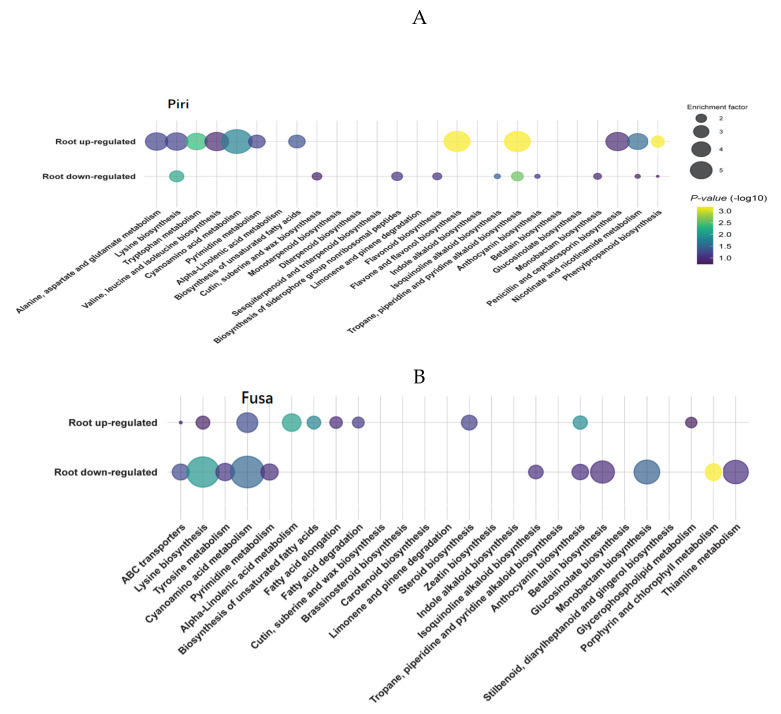 A
Piri
Root up-regulated
Root down-regulated
Alanine, aspartate and glutamate metabolism
Lysine biosynthesis
Tryptophan metabolism
Valine, leucine and isoleucine biosynthesis
Cyanoamino acid metabolism
Pyrimidine metabolism
Alpha-Linolenic acid metabolism
Biosynthesis of unsaturated fatty acids
Cutin, suberine and wax biosynthesis
Monoterpenoid biosynthesis
Diterpenoid biosynthesis
Sesquiterpenoid and triterpenoid biosynthesis
Biosynthesis of siderophore group nonribosomal peptides
Limonene and pinene degradation
Flavonoid biosynthesis
Flavone and flavonol biosynthesis
Indole alkaloid biosynthesis
Isoquinoline alkaloid biosynthesis
Tropane, piperidine and pyridine alkaloid biosynthesis
Anthocyanin biosynthesis
Betalain biosynthesis
Glucosinolate biosynthesis
Monobactam biosynthesis
Penicillin and cephalosporin biosynthesis
Nicotinate and nicotinamide metabolism
Phenylpropanoid biosynthesis
Enrichment factor
2
3
4
5
P-value (-log10)
3.0
2.5
2.0
1.5
1.0
B
Fusa
Root up-regulated
Root down-regulated
ABC transporters
Lysine biosynthesis
Tyrosine metabolism
Cyanoamino acid metabolism
Pyrimidine metabolism
Alpha-Linolenic acid metabolism
Biosynthesis of unsaturated fatty acids
Fatty acid elongation
Fatty acid degradation
Cutin, suberine and wax biosynthesis
Brassinosteroid biosynthesis
Carotenoid biosynthesis
Limonene and pinene degradation
Steroid biosynthesis
Zeatin biosynthesis
Indole alkaloid biosynthesis
Isoquinoline alkaloid biosynthesis
Tropane, piperidine and pyridine alkaloid biosynthesis
Anthocyanin biosynthesis
Betalain biosynthesis
Glucosinolate biosynthesis
Monobactam biosynthesis
Stilbenoid, diarylheptanoid and gingerol biosynthesis
Glycerophospholipid metabolism
Porphyrin and chlorophyll metabolism
Thiamine metabolism